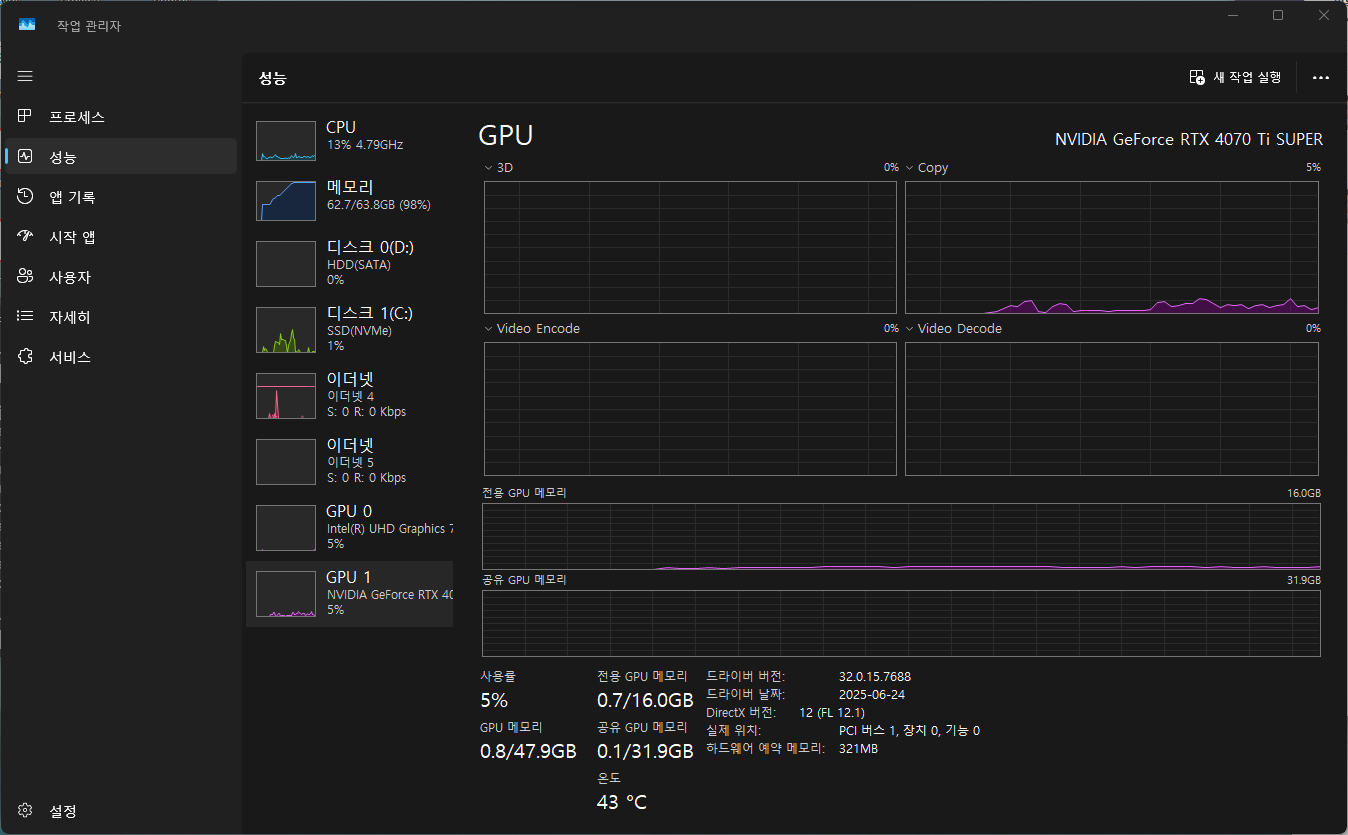 작업 관리자
성능
새 작업 실행
프로세스
성능
앱 기록
시작 앱
사용자
자세히
서비스
설정
CPU
13% 4.79GHz
메모리
62.7/63.8GB (98%)
디스크 0(D:)
HDD(SATA)
0%
디스크 1(C:)
SSD(NVMe)
1%
이더넷
이더넷 4
S: 0 R: 0 Kbps
이더넷
이더넷 5
S: 0 R: 0 Kbps
GPU 0
Intel(R) UHD Graphics 7
5%
GPU 1
NVIDIA GeForce RTX 40
5%
GPU
NVIDIA GeForce RTX 4070 Ti SUPER
3D 0%
Copy 5%
Video Encode 0%
Video Decode 0%
전용 GPU 메모리 16.0GB
공유 GPU 메모리 31.9GB
사용률
5%
전용 GPU 메모리
0.7/16.0GB
GPU 메모리
0.8/47.9GB
공유 GPU 메모리
0.1/31.9GB
온도
43 °C
드라이버 버전: 32.0.15.7688
드라이버 날짜: 2025-06-24
DirectX 버전: 12 (FL 12.1)
실제 위치: PCI 버스 1, 장치 0, 기능 0
하드웨어 예약 메모리: 321MB